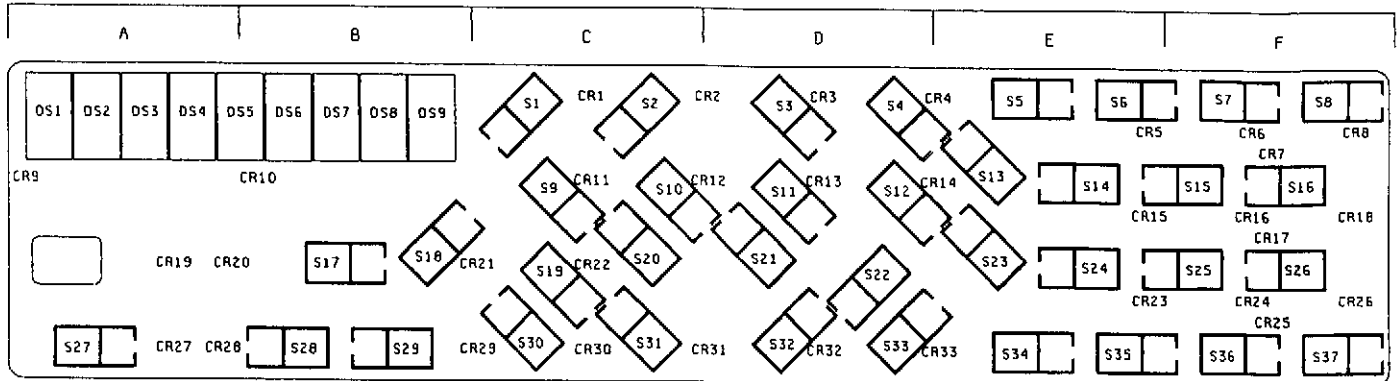 A B C D E F
S1 CR1 S2 CR2 S3 CR3 S4 CR4 S5 S6 S7 S8
DS1 DS2 DS3 DS4 DS5 DS6 DS7 DS8 DS9
CR5 CR6 CR8
CR7
CR9 CR10 S9 CR11 S10 CR12 S11 CR13 S12 CR14 S13 S14 S15 S16
CR15 CR16 CR18
S18 S20 S21 S23 CR17
S17 CR19 CR20 CR21 S19 CR22 S22 S24 S25 S26
CR23 CR24 CR26
CR25
S27 CR27 CR28 S28 S29 CR29 S30 CR30 S31 CR31 S32 CR32 S33 CR33 S34 S35 S36 S37